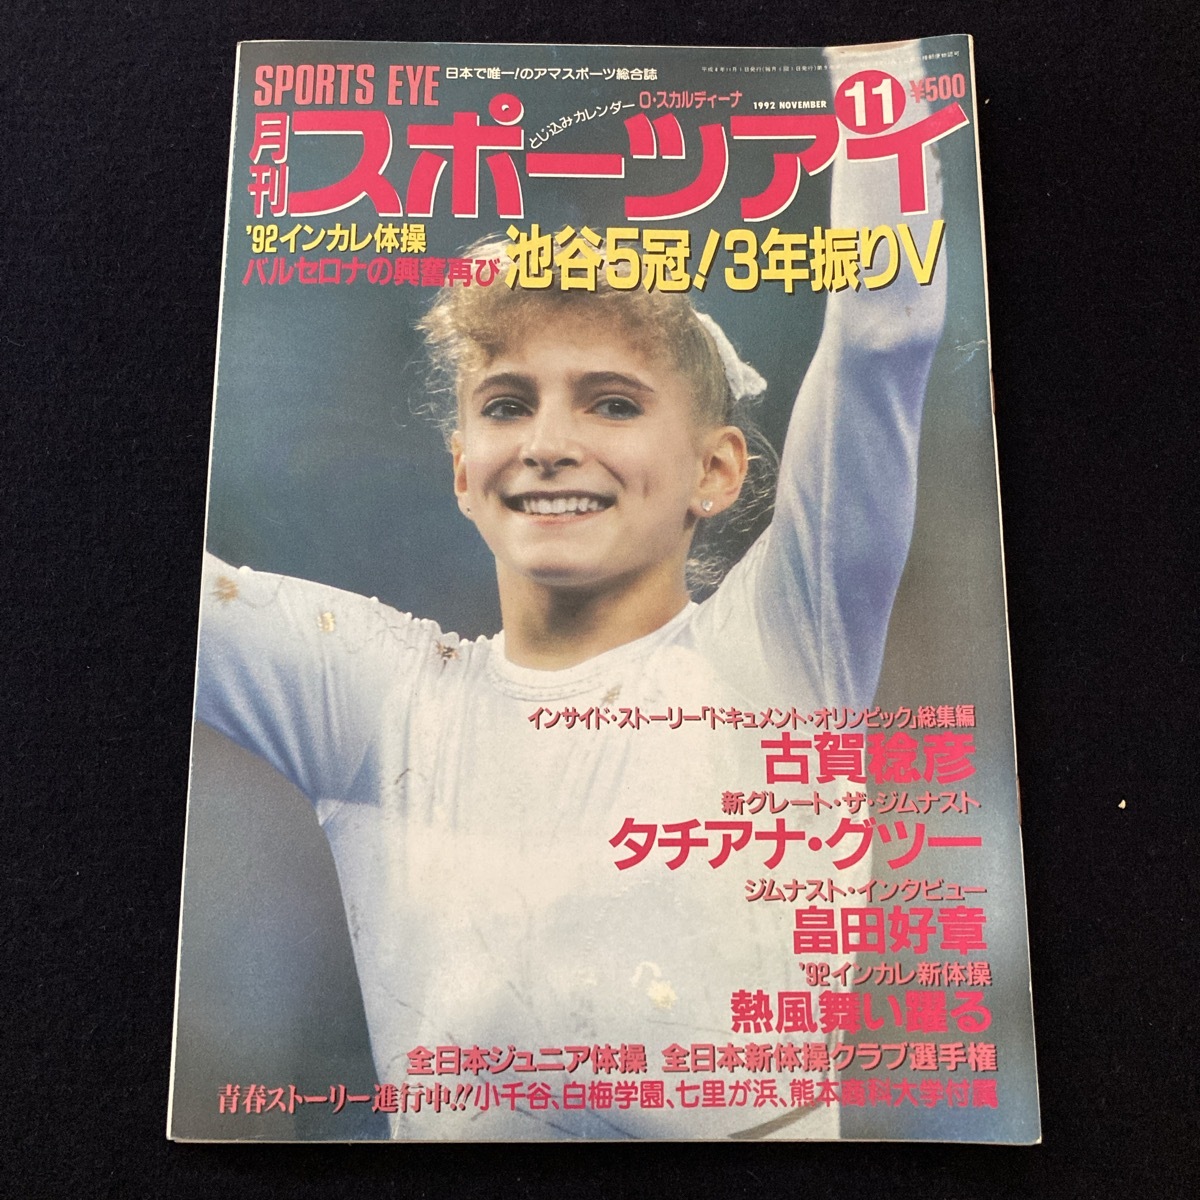 SPORTS EYE
日本で唯一!のアマスポーツ総合誌
1992 NOVEMBER
11
¥500
とじ込みカレンダー O・スカルディーナ
月刊 スポーツアイ
'92インカレ体操
バルセロナの興奮再び
池谷5冠!3年振りV
インサイド・ストーリー「ドキュメント・オリンピック」総集編
古賀稔彦
新グレート・ザ・ジムナスト
タチアナ・グツー
ジムナスト・インタビュー
畠田好章
'92インカレ新体操
熱風舞い躍る
全日本ジュニア体操 全日本新体操クラブ選手権
青春ストーリー進行中!!小千谷、白梅学園、七里が浜、熊本商科大学付属